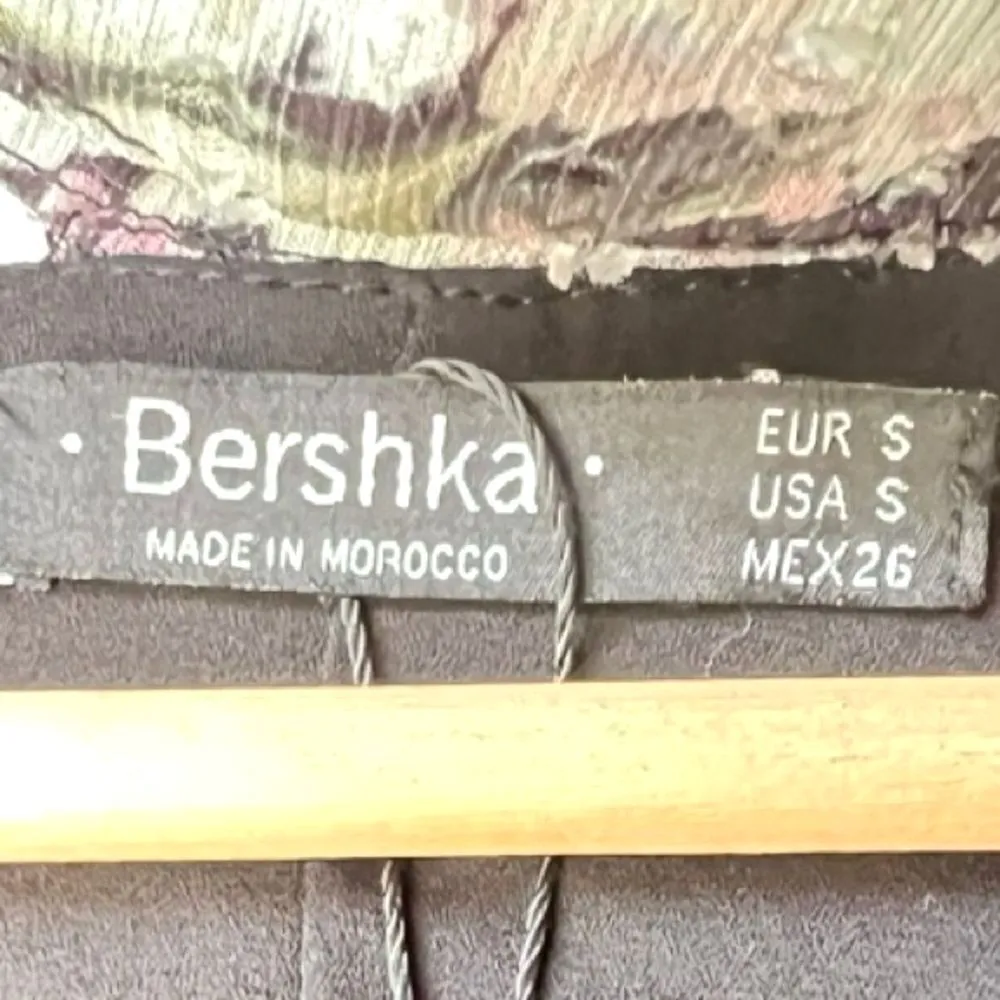 • Bershka •
MADE IN MOROCCO
EUR S
USA S
MEX26